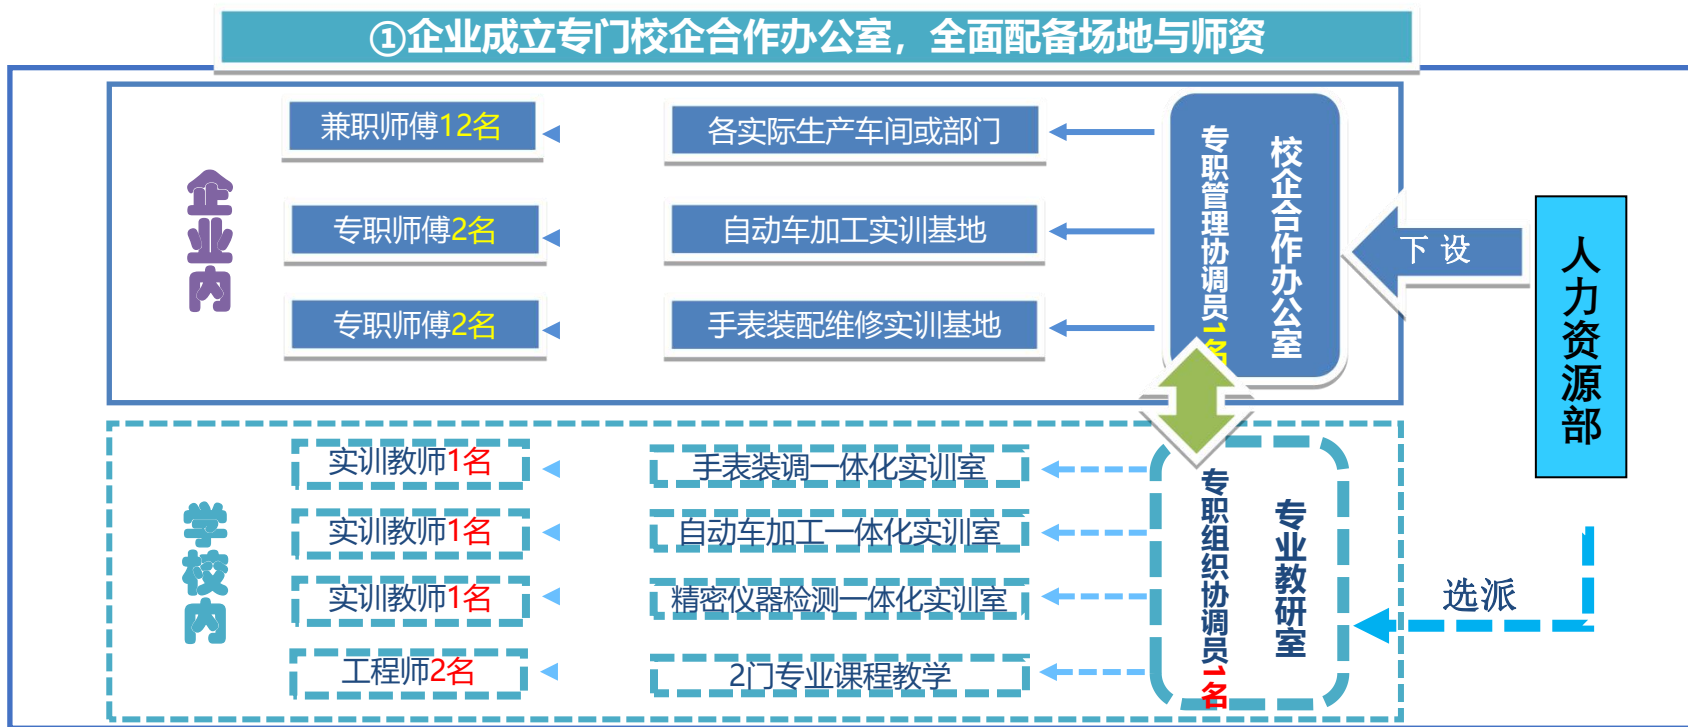 ①企业成立专门校企合作办公室，全面配备场地与师资
企业内
兼职师傅12名
各实际生产车间或部门
专职师傅2名
自动车加工实训基地
专职师傅2名
手表装配维修实训基地
专职管理协调员1名
校企合作办公室
下 设
人力资源部
学校内
实训教师1名
手表装调一体化实训室
实训教师1名
自动车加工一体化实训室
实训教师1名
精密仪器检测一体化实训室
工程师2名
2门专业课程教学
专职组织协调员1名
专业教研室
选派